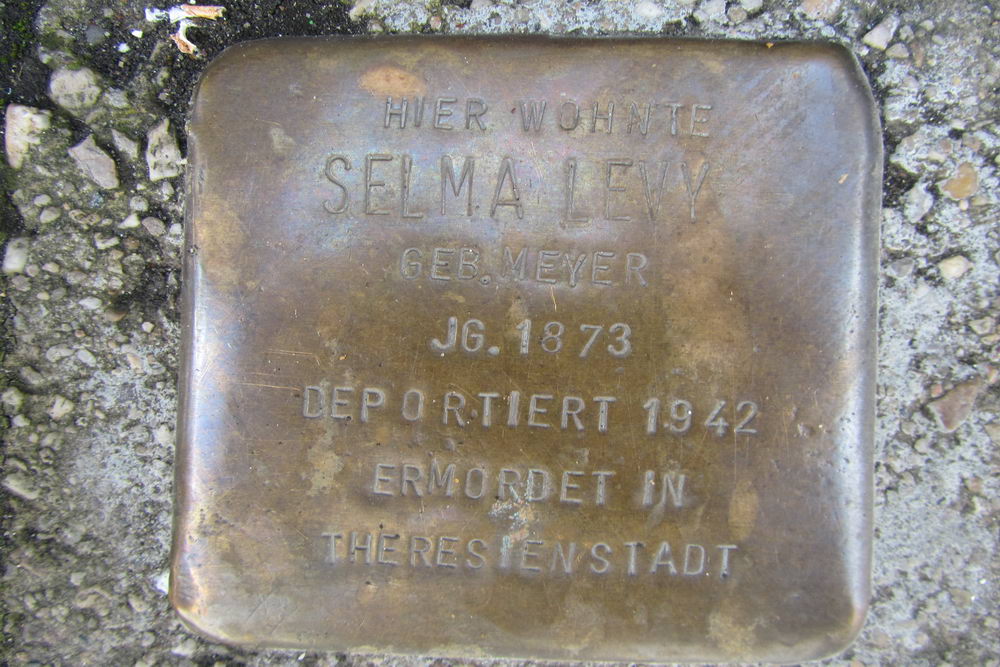 HIER WOHNTE
SELMA LEVY
GEB. MEYER
JG. 1873
DEPORTIERT 1942
ERMORDET IN
THERESIENSTADT